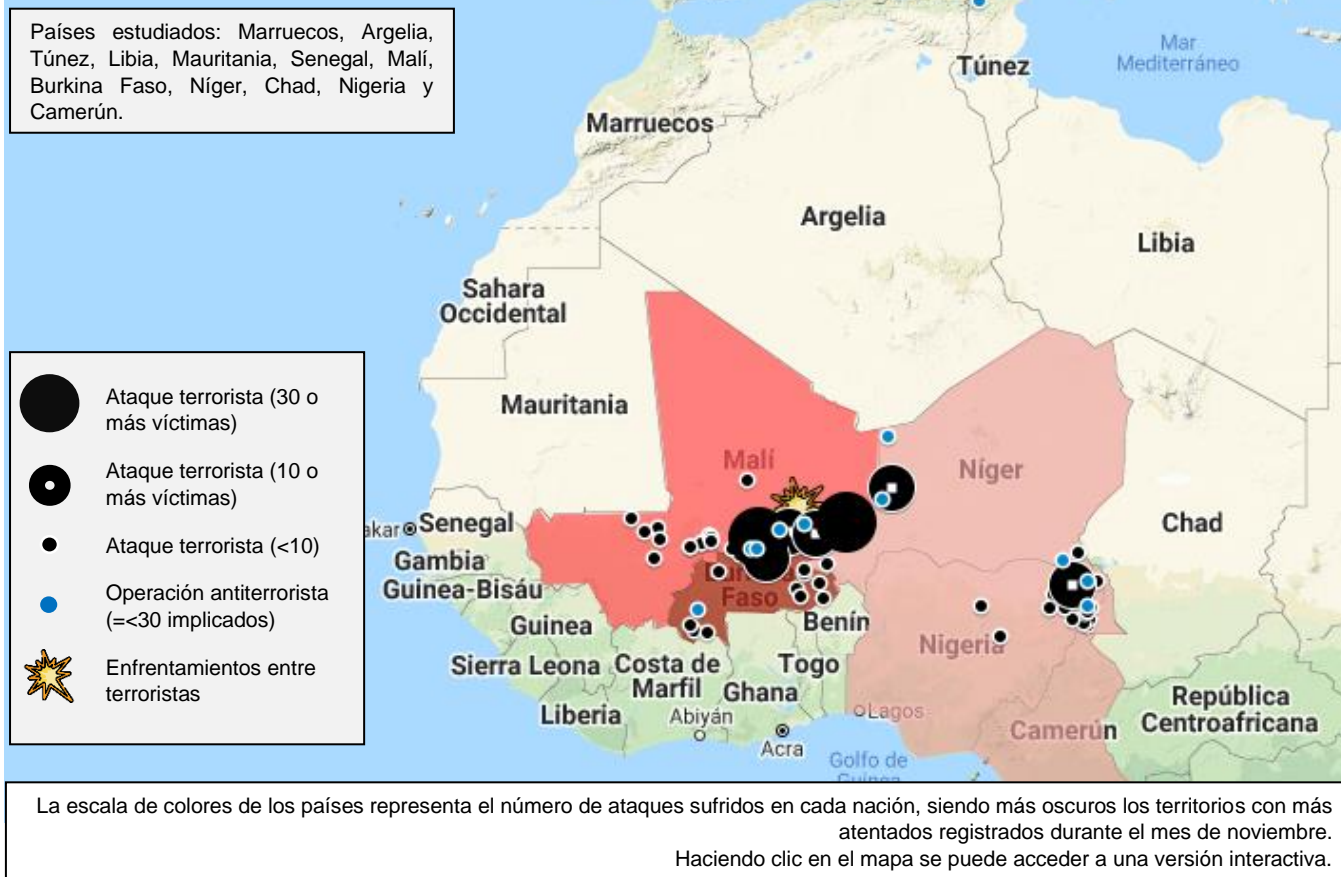 Países estudiados: Marruecos, Argelia,
Túnez, Libia, Mauritania, Senegal, Malí,
Burkina Faso, Níger, Chad, Nigeria y
Camerún.
Mar
Mediterráneo
Túnez
Marruecos
Argelia
Libia
Sahara
Occidental
Mauritania
Malí
Níger
Chad
Senegal
Gambia
Guinea-Bisáu
Faso
Guinea
Benín
Nigeria
Sierra Leona
Costa de
Marfil
Ghana
Togo
Liberia
Abiyán
Acra
Lagos
Camerún
República
Centroafricana
Golfo de
Guinea
Ataque terrorista (30 o
más víctimas)
Ataque terrorista (10 o
más víctimas)
Ataque terrorista (<10)
Operación antiterrorista
(=<30 implicados)
Enfrentamientos entre
terroristas
La escala de colores de los países representa el número de ataques sufridos en cada nación, siendo más oscuros los territorios con más
atentados registrados durante el mes de noviembre.
Haciendo clic en el mapa se puede acceder a una versión interactiva.